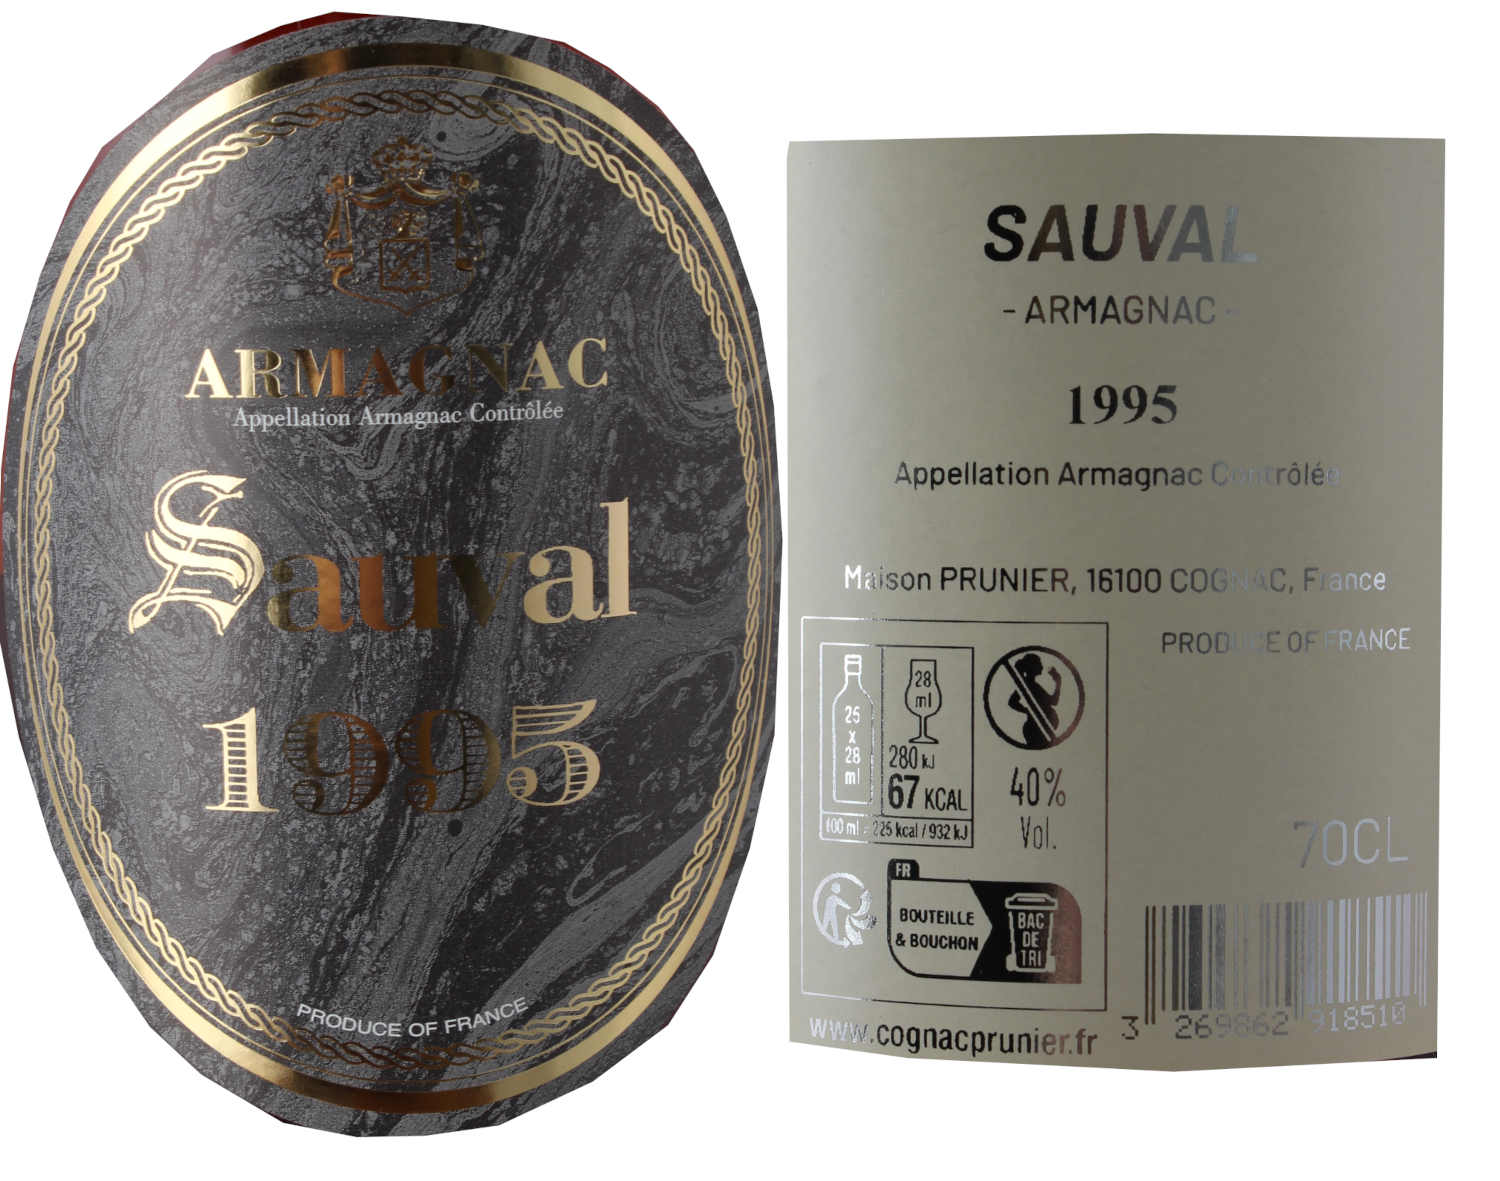 ARMAGNAC
Appellation Armagnac Contrôlée
Sauval
1995
PRODUCE OF FRANCE
SAUVAL
- ARMAGNAC -
1995
Appellation Armagnac Contrôlée
Maison PRUNIER, 16100 COGNAC, France
PRODUCE OF FRANCE
25
x
28
ml
28
ml
280 kJ
67 KCAL
100 ml = 225 kcal / 932 kJ
40%
Vol.
70CL
FR
BOUTEILLE
& BOUCHON
BAC
DE
TRI
www.cognacprunier.fr
3 269862 918510